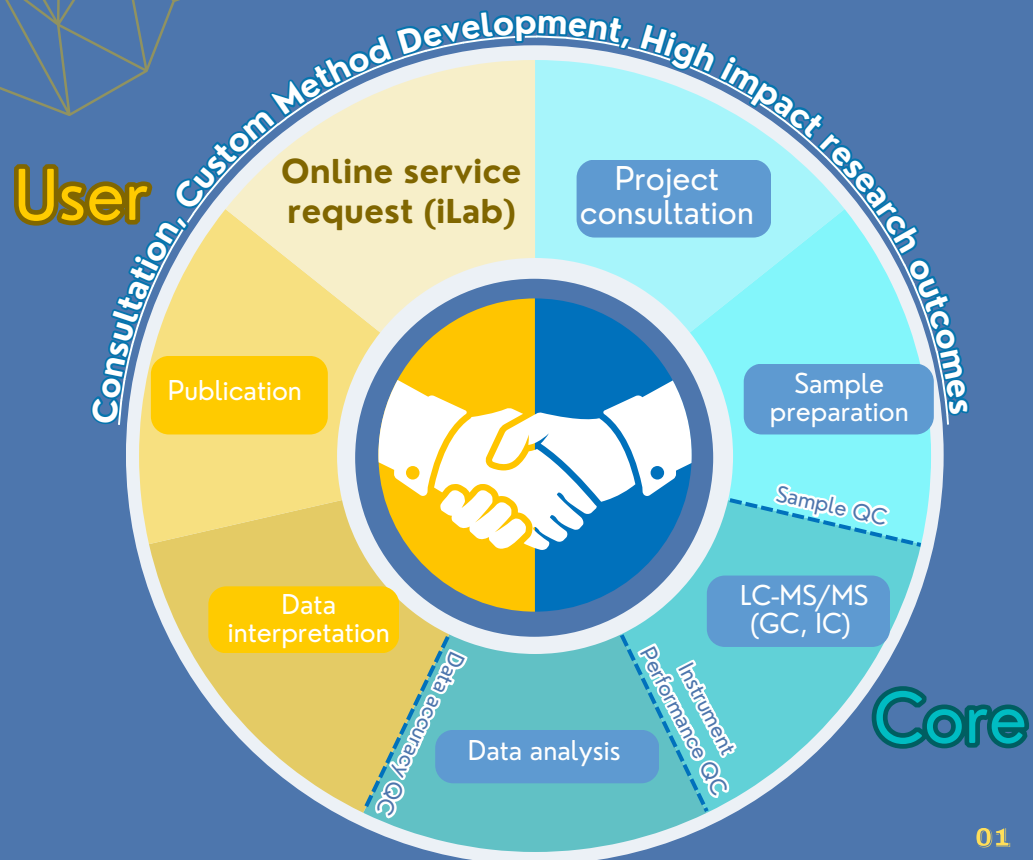 Consultation, Custom Method Development, High impact research outcomes
User
Online service
request (iLab)
Project
consultation
Sample
preparation
Sample QC
LC-MS/MS
(GC, IC)
Core
Instrument
Performance QC
Data analysis
Data accuracy QC
Data
interpretation
Publication
01